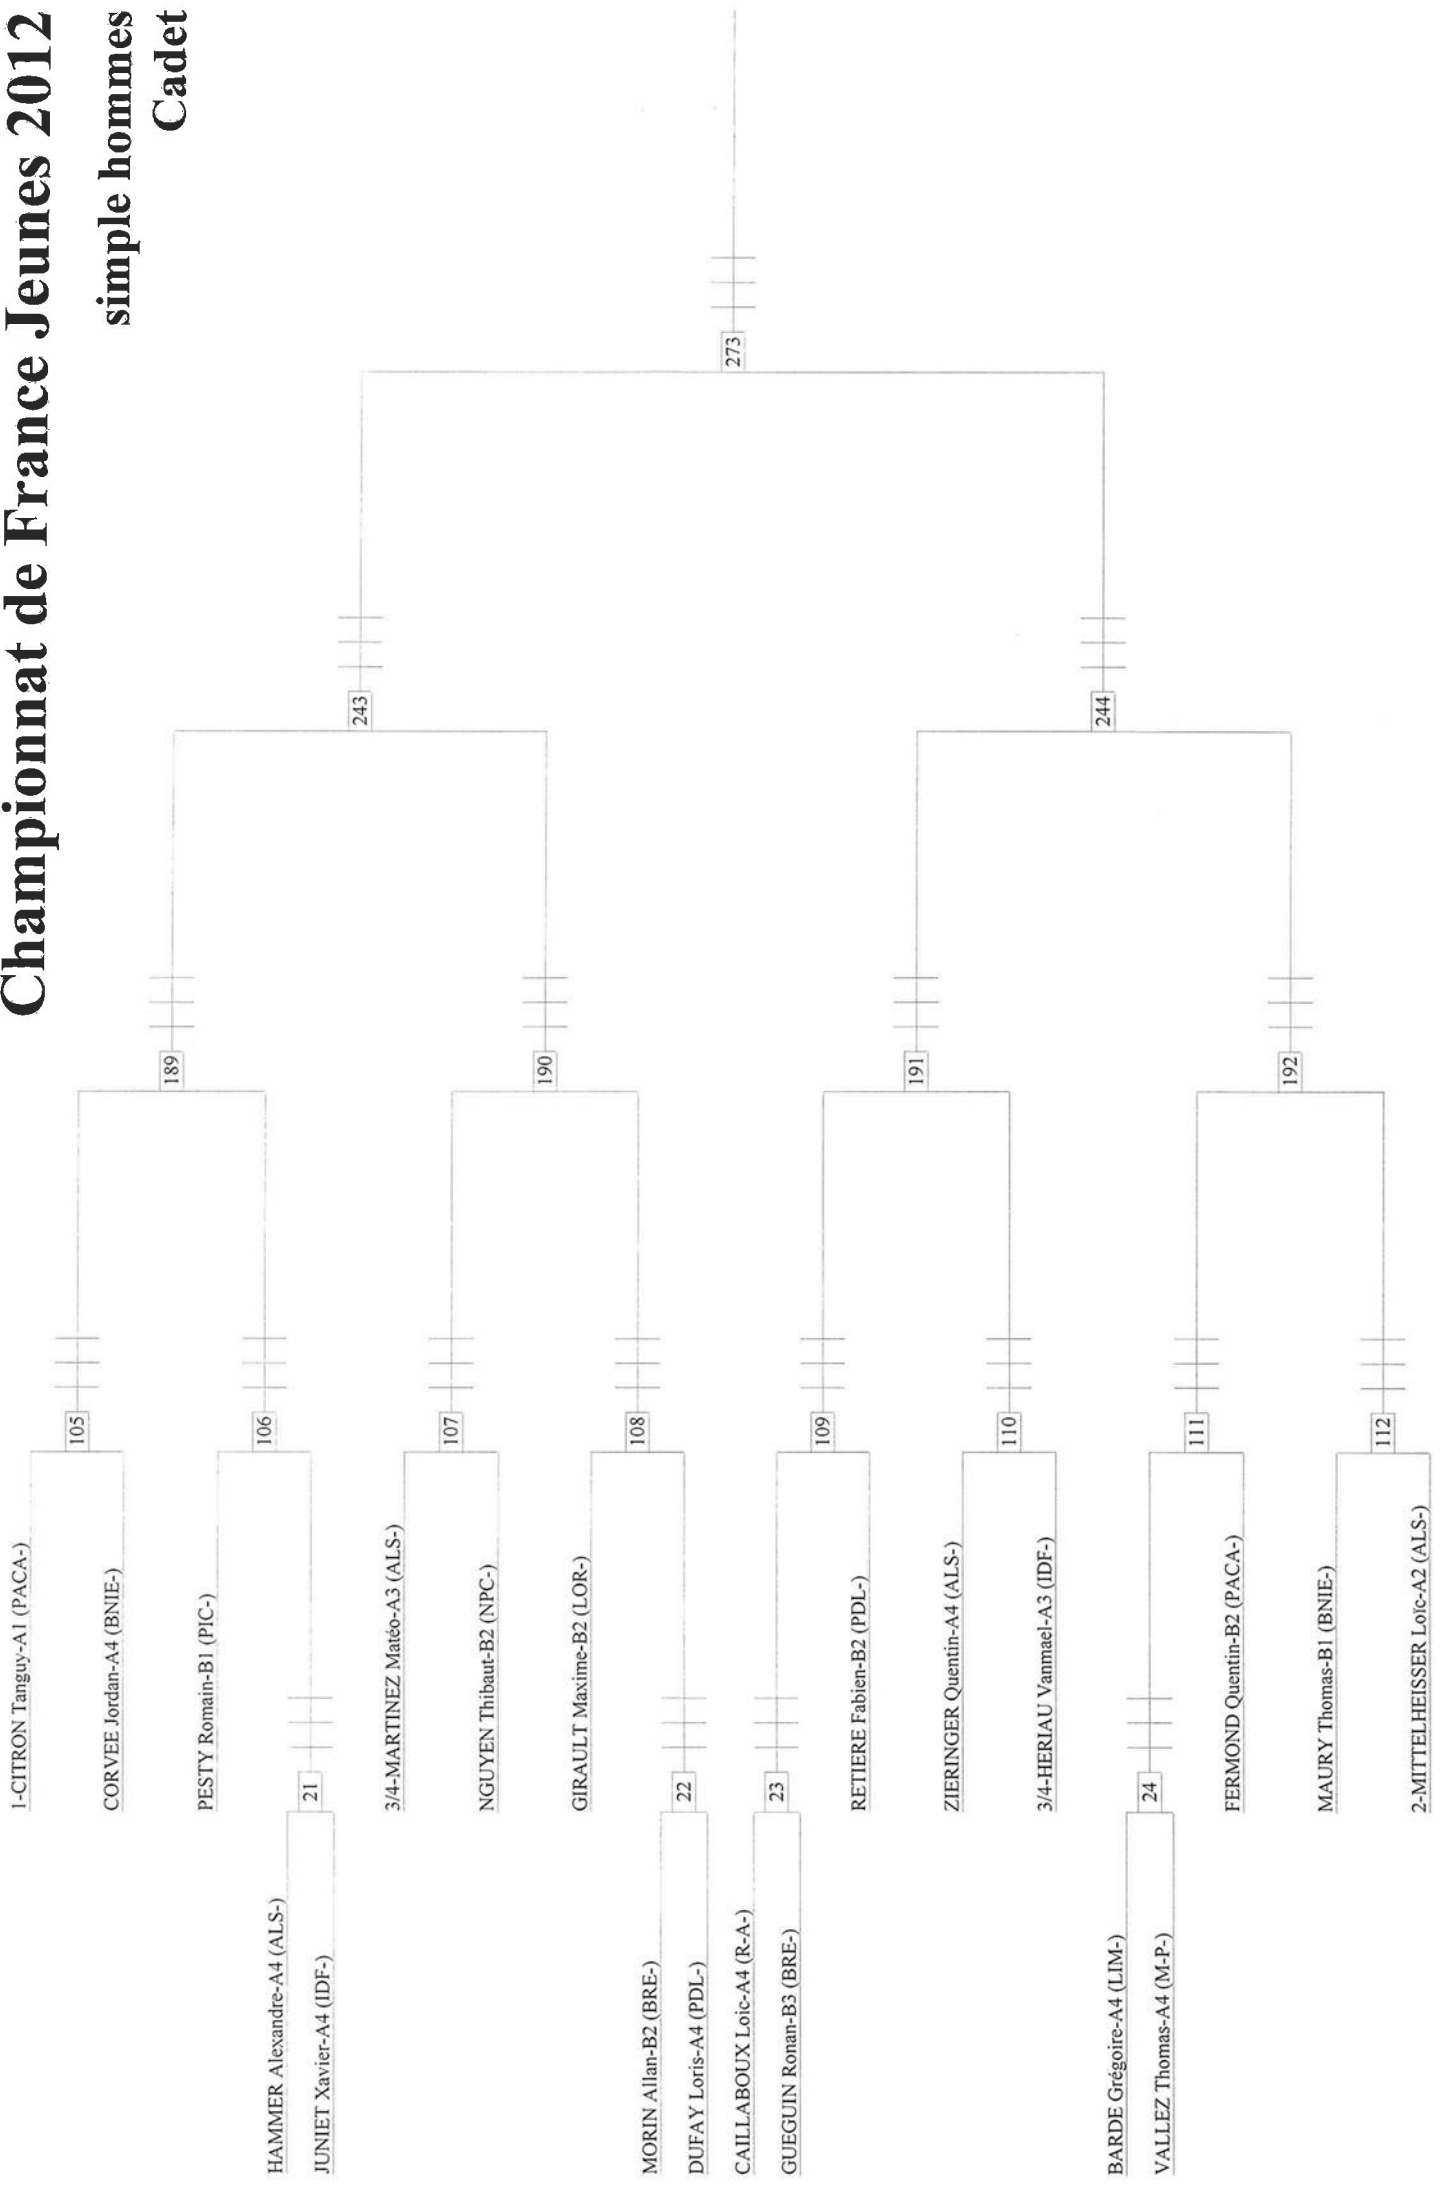 Championnat de France Jeunes 2012
simple hommes
Cadet
1-CITRON Tanguy-A1 (PACA-)
105
CORVEE Jordan-A4 (BNIE-)
189
PESTY Romain-B1 (PIC-)
106
HAMMER Alexandre-A4 (ALS-)
21
JUNIET Xavier-A4 (IDF-)
243
3/4-MARTINEZ Matéo-A3 (ALS-)
107
NGUYEN Thibaut-B2 (NPC-)
190
GIRAULT Maxime-B2 (LOR-)
108
MORIN Allan-B2 (BRE-)
22
DUFAY Loris-A4 (PDL-)
273
CAILLABOUX Loic-A4 (R-A-)
23
GUEGUIN Ronan-B3 (BRE-)
109
RETIERE Fabien-B2 (PDL-)
191
ZIERINGER Quentin-A4 (ALS-)
110
3/4-HERIAU Vanmael-A3 (IDF-)
244
BARDE Grégoire-A4 (LIM-)
24
VALLEZ Thomas-A4 (M-P-)
111
FERMOND Quentin-B2 (PACA-)
192
MAURY Thomas-B1 (BNIE-)
112
2-MITTELHEISSER Loïc-A2 (ALS-)